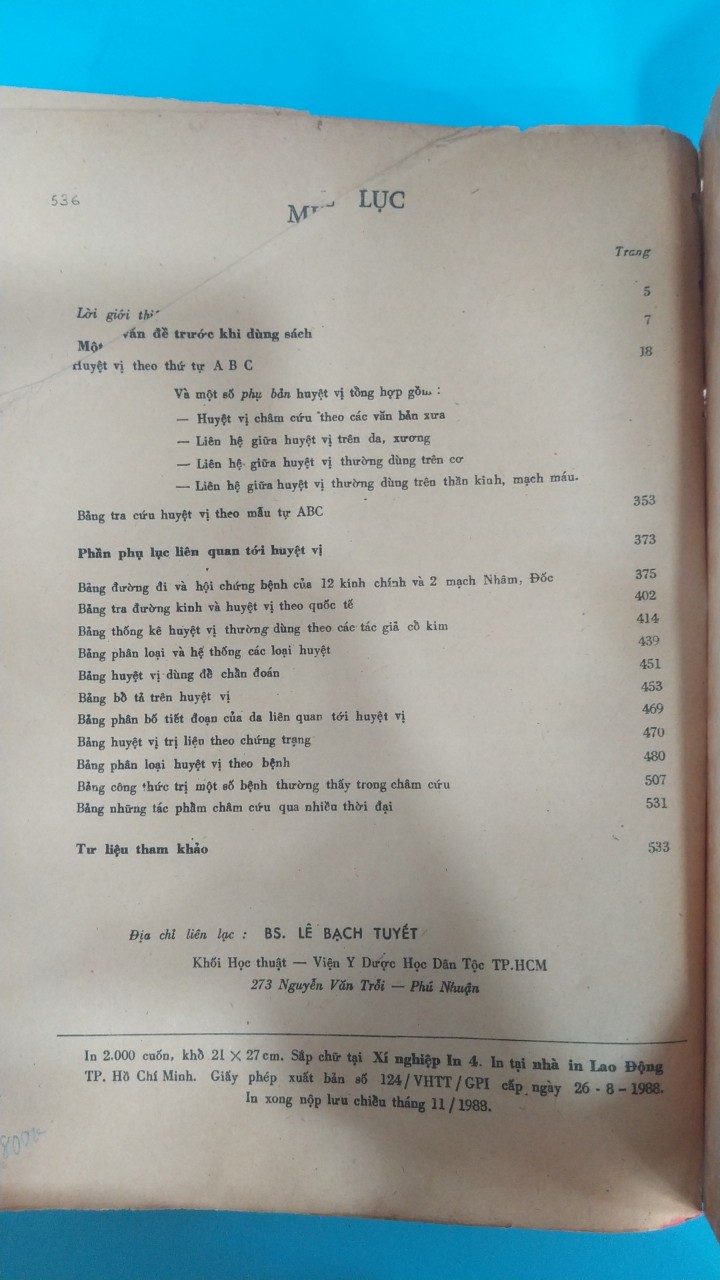 536
LỤC
Trang
Lời giới 5
vấn đề trước khi dùng sách 7
Huyệt vị theo thứ tự A B C 18
Và một số phụ bản huyệt vị tổng hợp gồm :
— Huyệt vị châm cứu theo các văn bản xưa
— Liên hệ giữa huyệt vị trên da, xương
— Liên hệ giữa huyệt vị thường dùng trên cơ
— Liên hệ giữa huyệt vị thường dùng trên thần kinh, mạch máu.
Bảng tra cứu huyệt vị theo mẫu tự ABC 353
Phần phụ lục liên quan tới huyệt vị 373
Bảng đường đi và hội chứng bệnh của 12 kinh chính và 2 mạch Nhâm, Đốc 375
Bảng tra đường kinh và huyệt vị theo quốc tế 402
Bảng thống kê huyệt vị thường dùng theo các tác giả cổ kim 414
Bảng phân loại và hệ thống các loại huyệt 439
Bảng huyệt vị dùng để chẩn đoán 451
Bảng bổ tả trên huyệt vị 453
Bảng phân bố tiết đoạn của da liên quan tới huyệt vị 469
Bảng huyệt vị trị liệu theo chứng trạng 470
Bảng phân loại huyệt vị theo bệnh 480
Bảng công thức trị một số bệnh thường thấy trong châm cứu 507
Bảng những tác phẩm châm cứu qua nhiều thời đại 531
Tư liệu tham khảo 533
Địa chỉ liên lạc : BS. LÊ BẠCH TUYẾT
Khối Học thuật — Viện Y Dược Học Dân Tộc TP.HCM
273 Nguyễn Văn Trỗi — Phú Nhuận
In 2.000 cuốn, khổ 21 × 27cm. Sắp chữ tại Xí nghiệp In 4. In tại nhà in Lao Động
TP. Hồ Chí Minh. Giấy phép xuất bản số 124/VHTT/GPI cấp ngày 26 - 8 - 1988.
In xong nộp lưu chiểu tháng 11/1988.